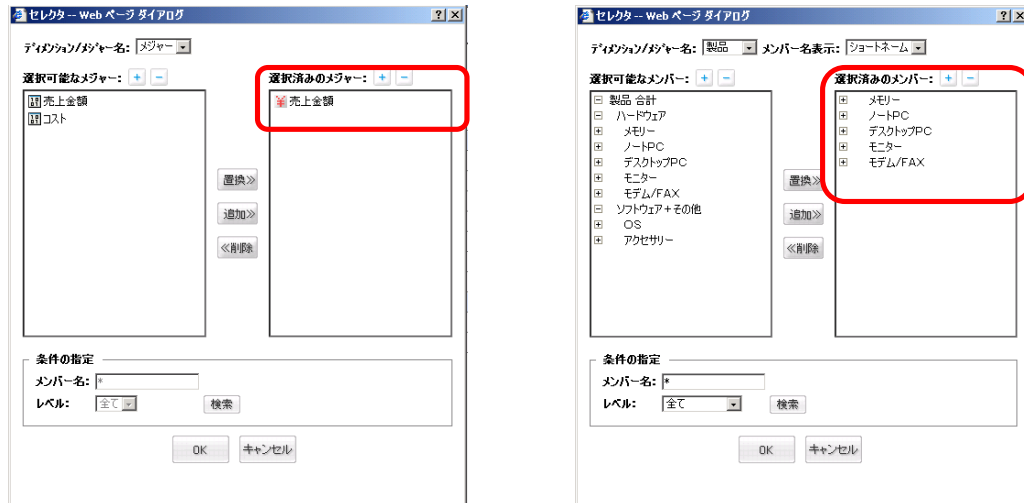 セレクタ -- Web ページ ダイアログ
ディメンション/メジャー名: メジャー
選択可能なメジャー: + −
選択済みのメジャー: + −
売上金額
コスト
売上金額
置換≫
追加≫
≪削除
条件の指定
メンバー名: *
レベル: 全て 検索
OK キャンセル
セレクタ -- Web ページ ダイアログ
ディメンション/メジャー名: 製品 メンバー名表示: ショートネーム
選択可能なメンバー: + −
選択済みのメンバー: + −
製品 合計
ハードウェア
メモリー
ノートPC
デスクトップPC
モニター
モデム/FAX
ソフトウェア+その他
OS
アクセサリー
メモリー
ノートPC
デスクトップPC
モニター
モデム/FAX
置換≫
追加≫
≪削除
条件の指定
メンバー名: *
レベル: 全て 検索
OK キャンセル